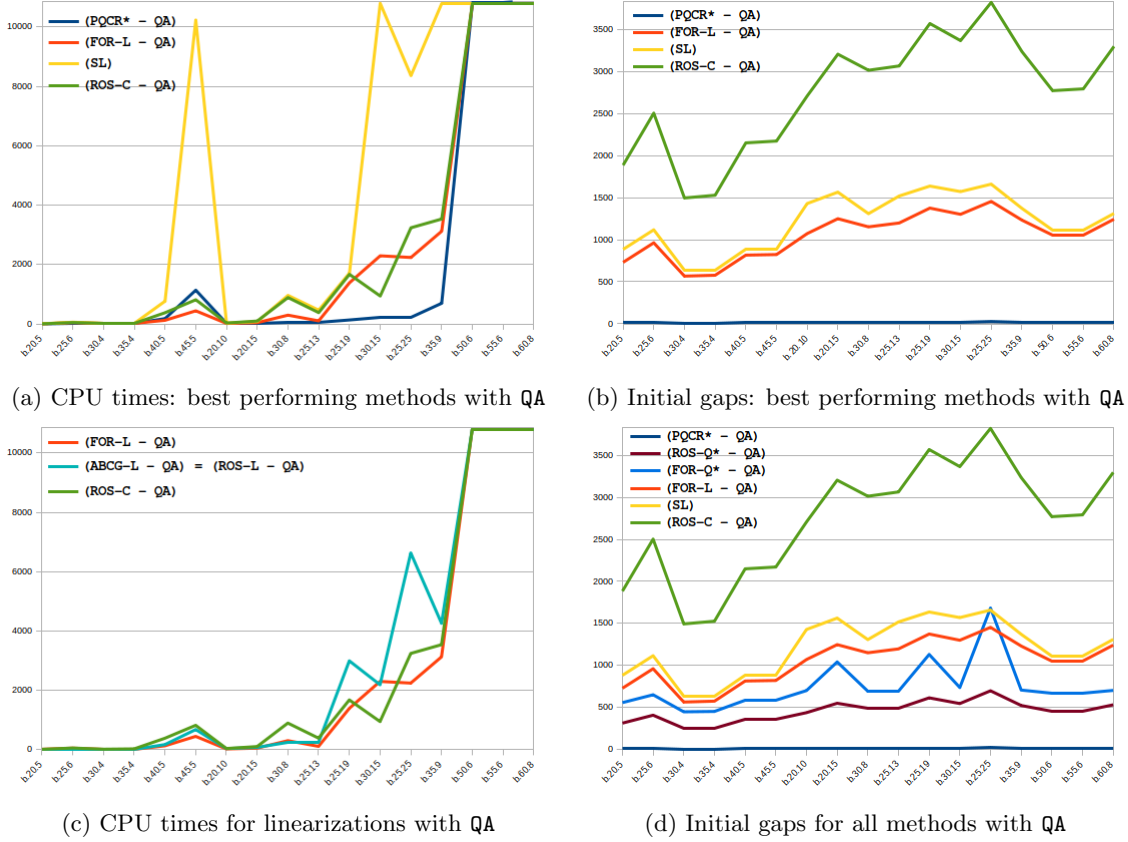 (PQCR* - QA)
(FOR-L - QA)
(SL)
(ROS-C - QA)
10000
8000
6000
4000
2000
0
b.20.5
b.25.6
b.30.4
b.35.4
b.40.5
b.45.5
b.20.10
b.20.15
b.30.8
b.25.13
b.25.19
b.30.15
b.25.25
b.35.9
b.50.6
b.55.6
b.60.8
(a) CPU times: best performing methods with QA
(PQCR* - QA)
(FOR-L - QA)
(SL)
(ROS-C - QA)
3500
3000
2500
2000
1500
1000
500
0
b.20.5
b.25.6
b.30.4
b.35.4
b.40.5
b.45.5
b.20.10
b.20.15
b.30.8
b.25.13
b.25.19
b.30.15
b.25.25
b.35.9
b.50.6
b.55.6
b.60.8
(b) Initial gaps: best performing methods with QA
(FOR-L - QA)
(ABCG-L - QA) = (ROS-L - QA)
(ROS-C - QA)
10000
8000
6000
4000
2000
0
b.20.5
b.25.6
b.30.4
b.35.4
b.40.5
b.45.5
b.20.10
b.20.15
b.30.8
b.25.13
b.25.19
b.30.15
b.25.25
b.35.9
b.50.6
b.55.6
b.60.8
(c) CPU times for linearizations with QA
(PQCR* - QA)
(ROS-Q* - QA)
(FOR-Q* - QA)
(FOR-L - QA)
(SL)
(ROS-C - QA)
3500
3000
2500
2000
1500
1000
500
0
b.20.5
b.25.6
b.30.4
b.35.4
b.40.5
b.45.5
b.20.10
b.20.15
b.30.8
b.25.13
b.25.19
b.30.15
b.25.25
b.35.9
b.50.6
b.55.6
b.60.8
(d) Initial gaps for all methods with QA